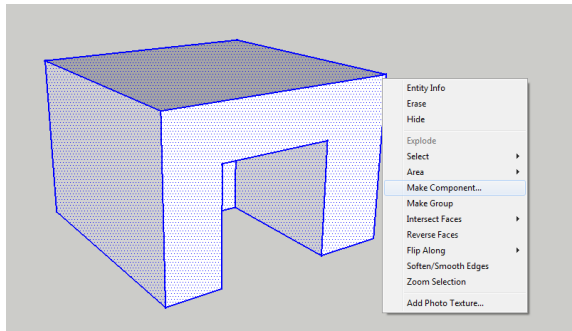 Entity Info
Erase
Hide
Explode
Select
Area
Make Component...
Make Group
Intersect Faces
Reverse Faces
Flip Along
Soften/Smooth Edges
Zoom Selection
Add Photo Texture...